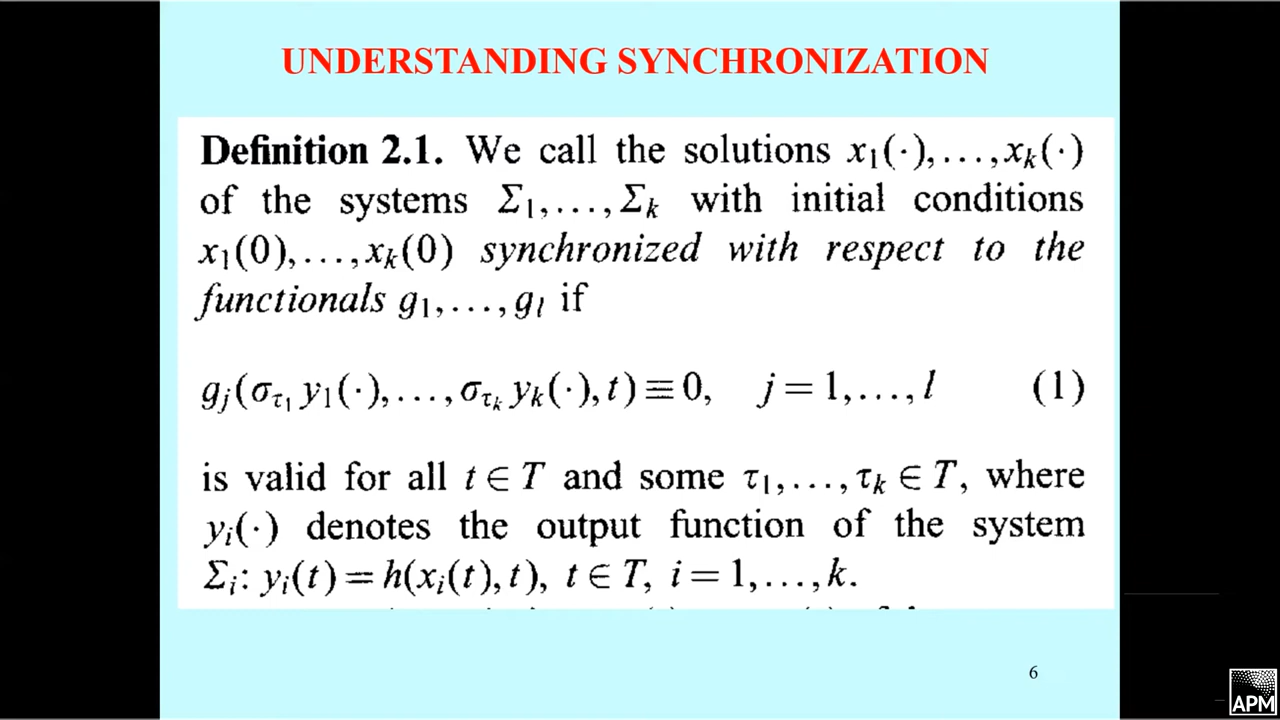 UNDERSTANDING SYNCHRONIZATION
Definition 2.1. We call the solutions x₁(·),…,xₖ(·)
of the systems Σ₁,…,Σₖ with initial conditions
x₁(0),…,xₖ(0) synchronized with respect to the
functionals g₁,…,gₗ if
gⱼ(σ_τ₁ y₁(·),…,σ_τₖ yₖ(·),t)≡0, j=1,…,l (1)
is valid for all t∈T and some τ₁,…,τₖ∈T, where
yᵢ(·) denotes the output function of the system
Σᵢ: yᵢ(t)=h(xᵢ(t),t), t∈T, i=1,…,k.
6
APM